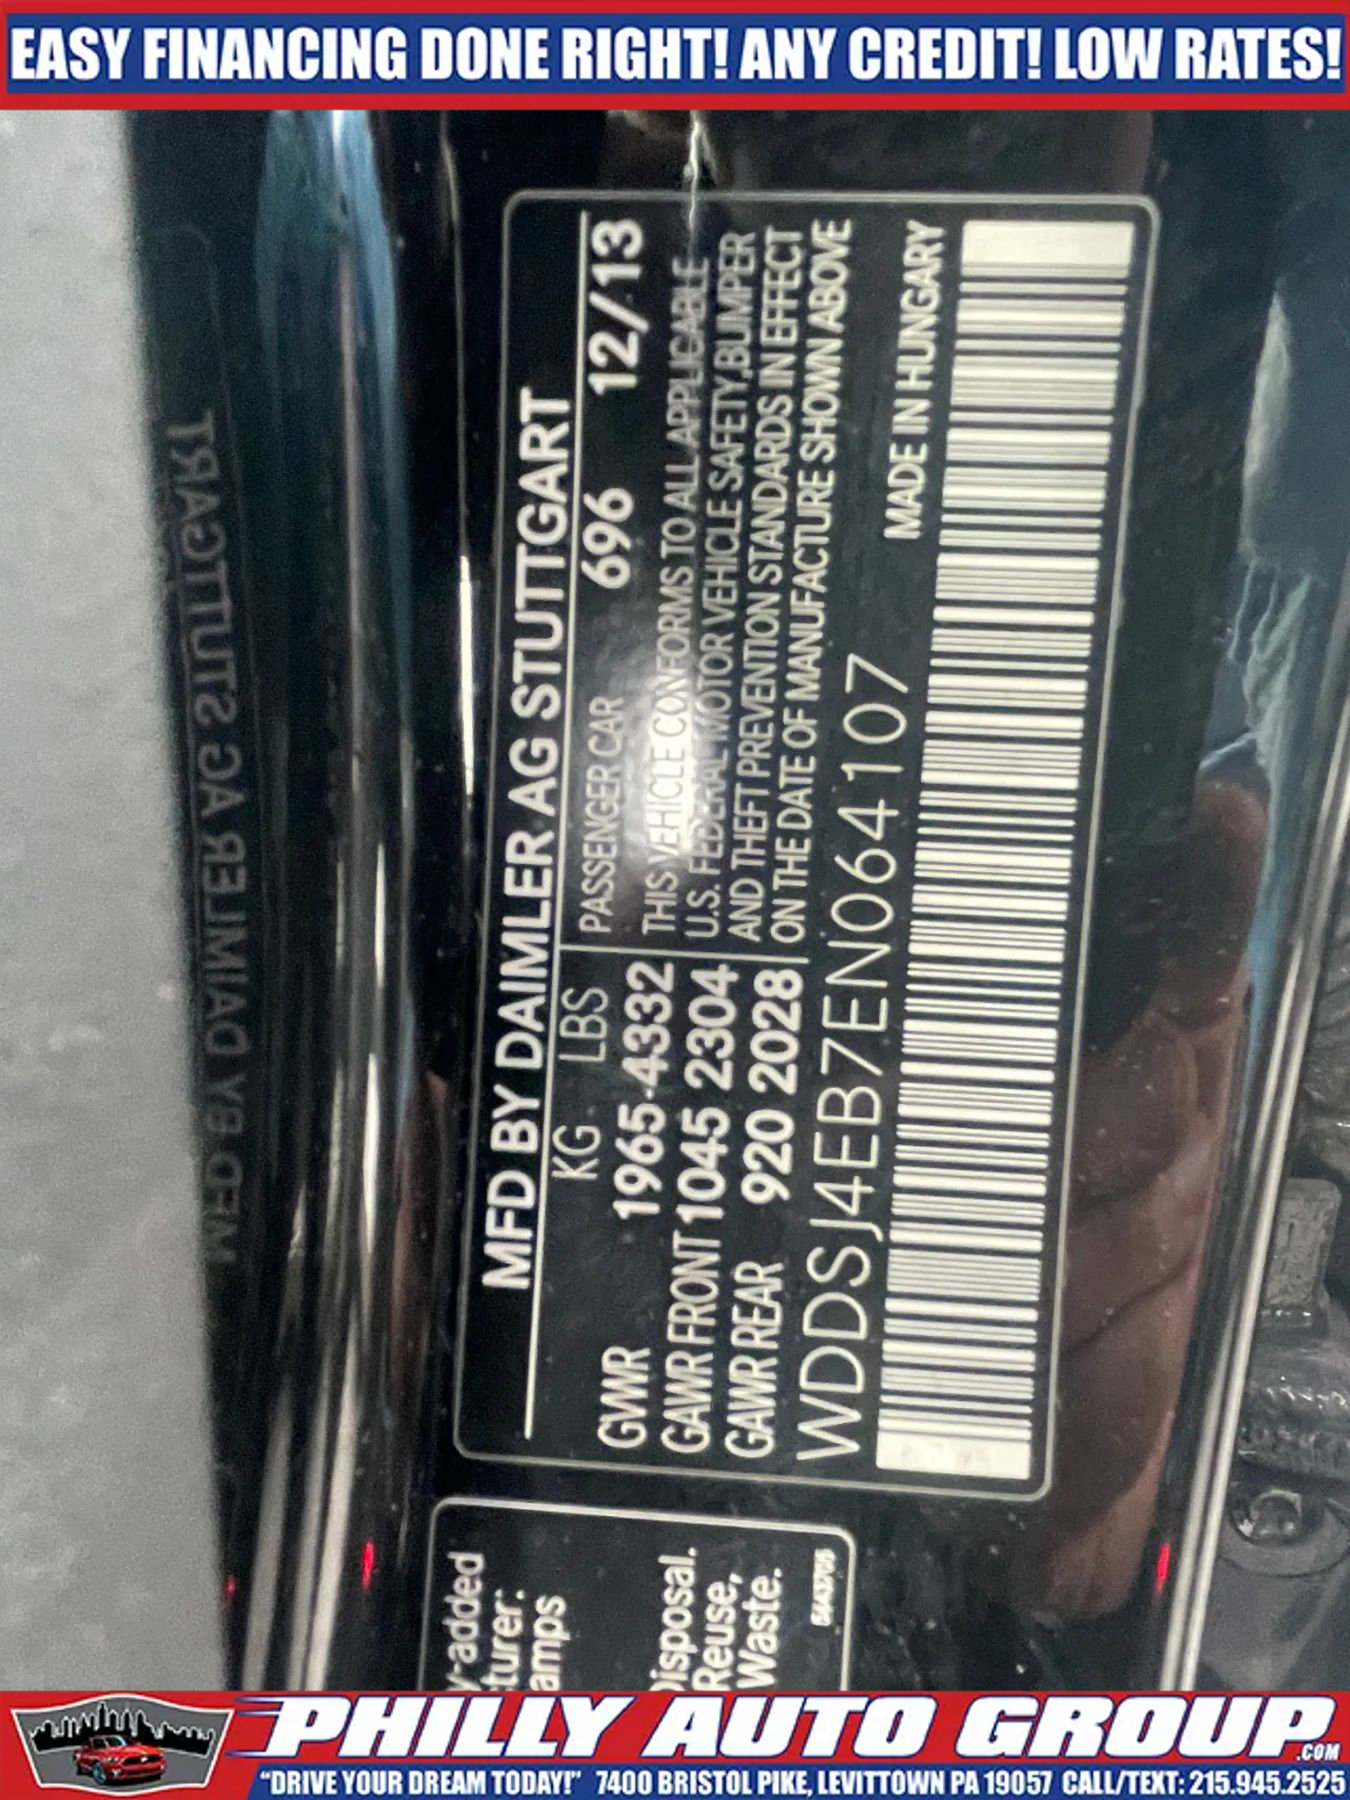 EASY FINANCING DONE RIGHT! ANY CREDIT! LOW RATES!
MFD BY DAIMLER AG STUTTGART
KG LBS PASSENGER CAR 696 12/13
GVWR 1965 4332
GAWR FRONT 1045 2304
GAWR REAR 920 2028
THIS VEHICLE CONFORMS TO ALL APPLICABLE
U.S. FEDERAL MOTOR VEHICLE SAFETY, BUMPER
AND THEFT PREVENTION STANDARDS IN EFFECT
ON THE DATE OF MANUFACTURE SHOWN ABOVE
WDDSJ4EB7EN064107 MADE IN HUNGARY
MFD BY DAIMLER AG STUTTGART
y-added
turer:
amps
Disposal.
Reuse,
Waste.
PHILLY AUTO GROUP.COM
"DRIVE YOUR DREAM TODAY!" 7400 BRISTOL PIKE, LEVITTOWN PA 19057 CALL/TEXT: 215.945.2525